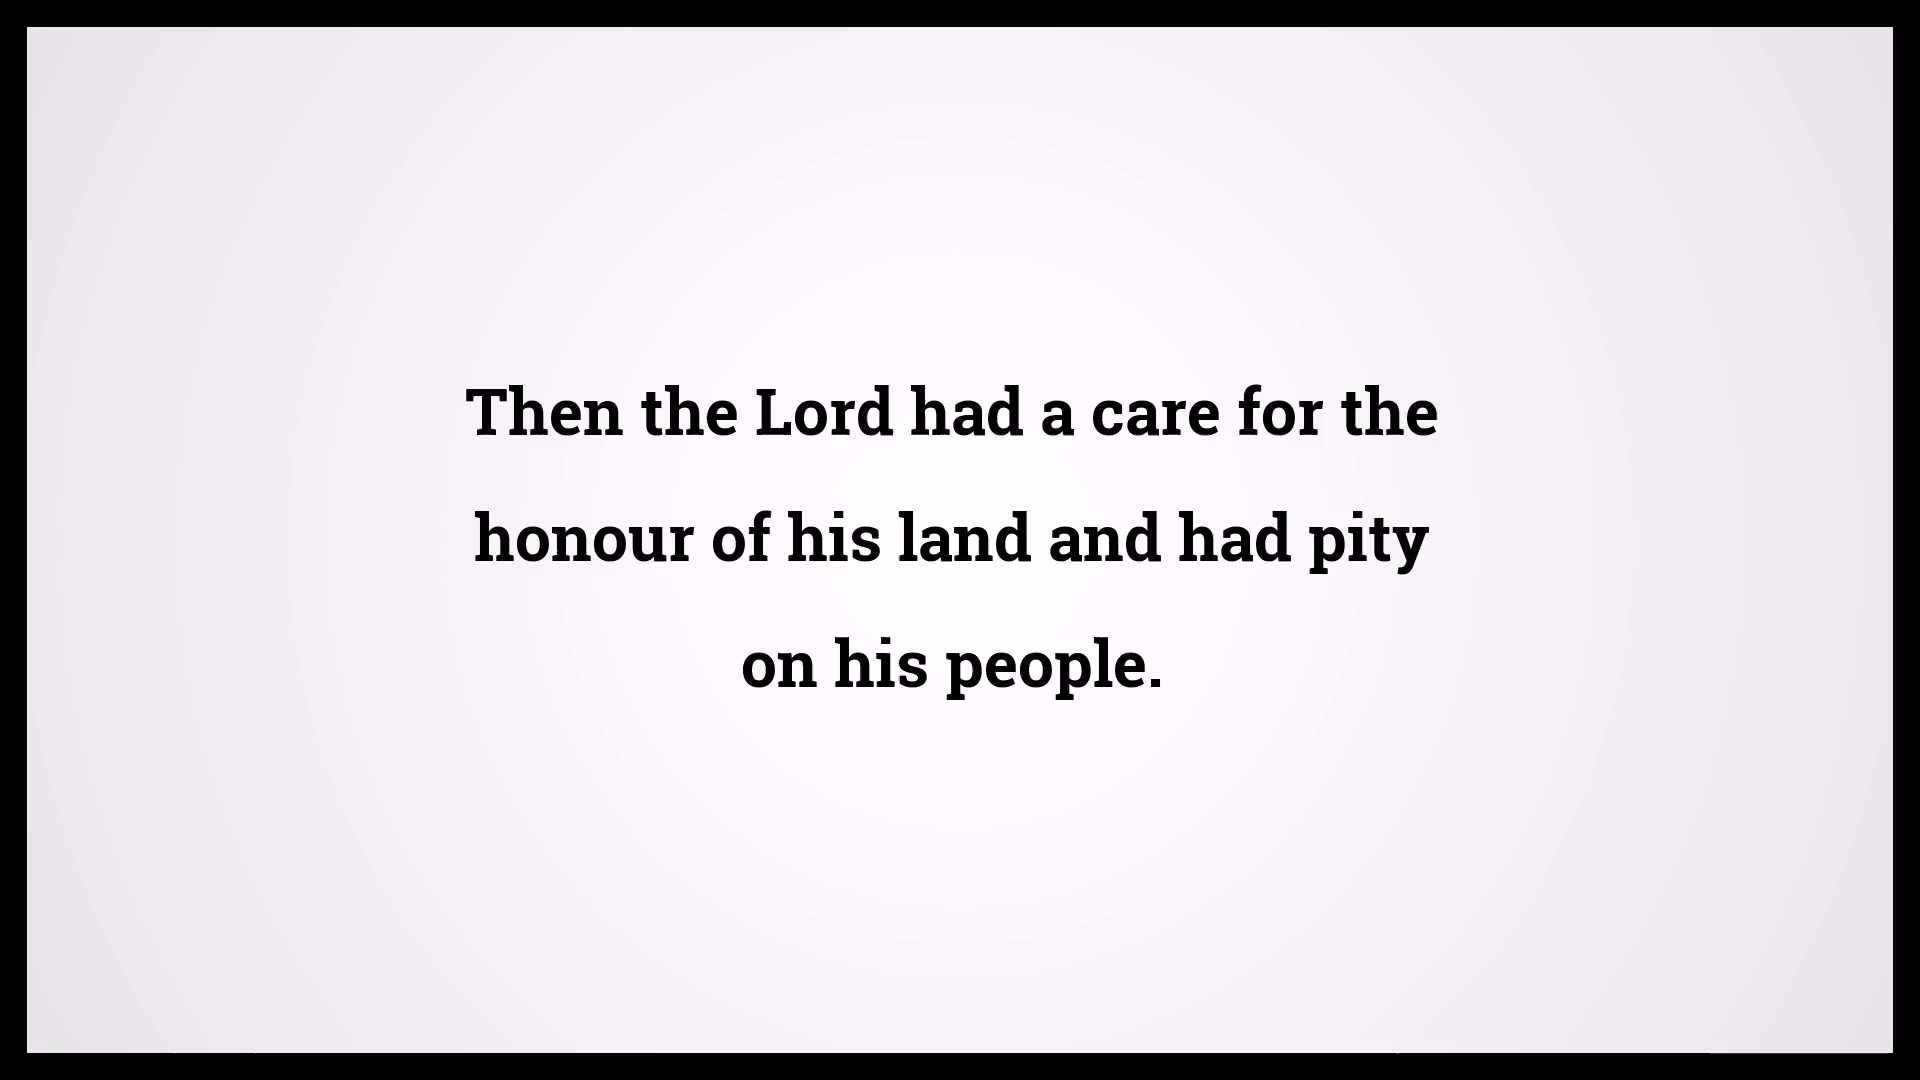 Then the Lord had a care for the
honour of his land and had pity
on his people.